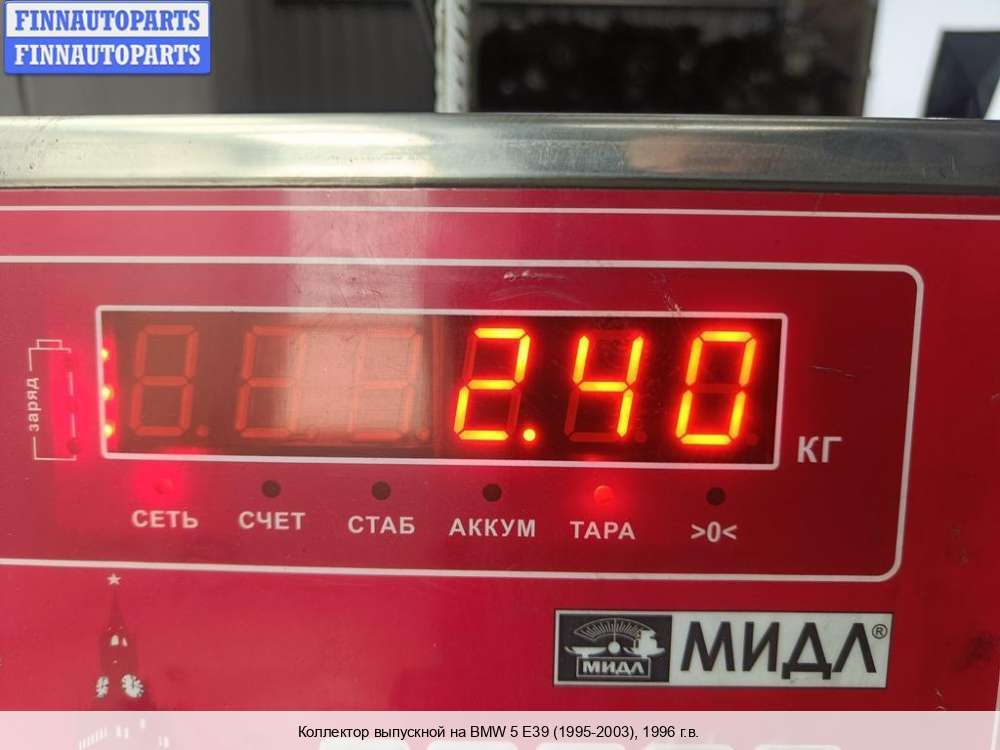 FINNAUTOPARTS
FINNAUTOPARTS
заряд
2.40
КГ
СЕТЬ СЧЕТ СТАБ АККУМ ТАРА >0<
МИДЛ
МИДЛ®
Коллектор выпускной на BMW 5 E39 (1995-2003), 1996 г.в.